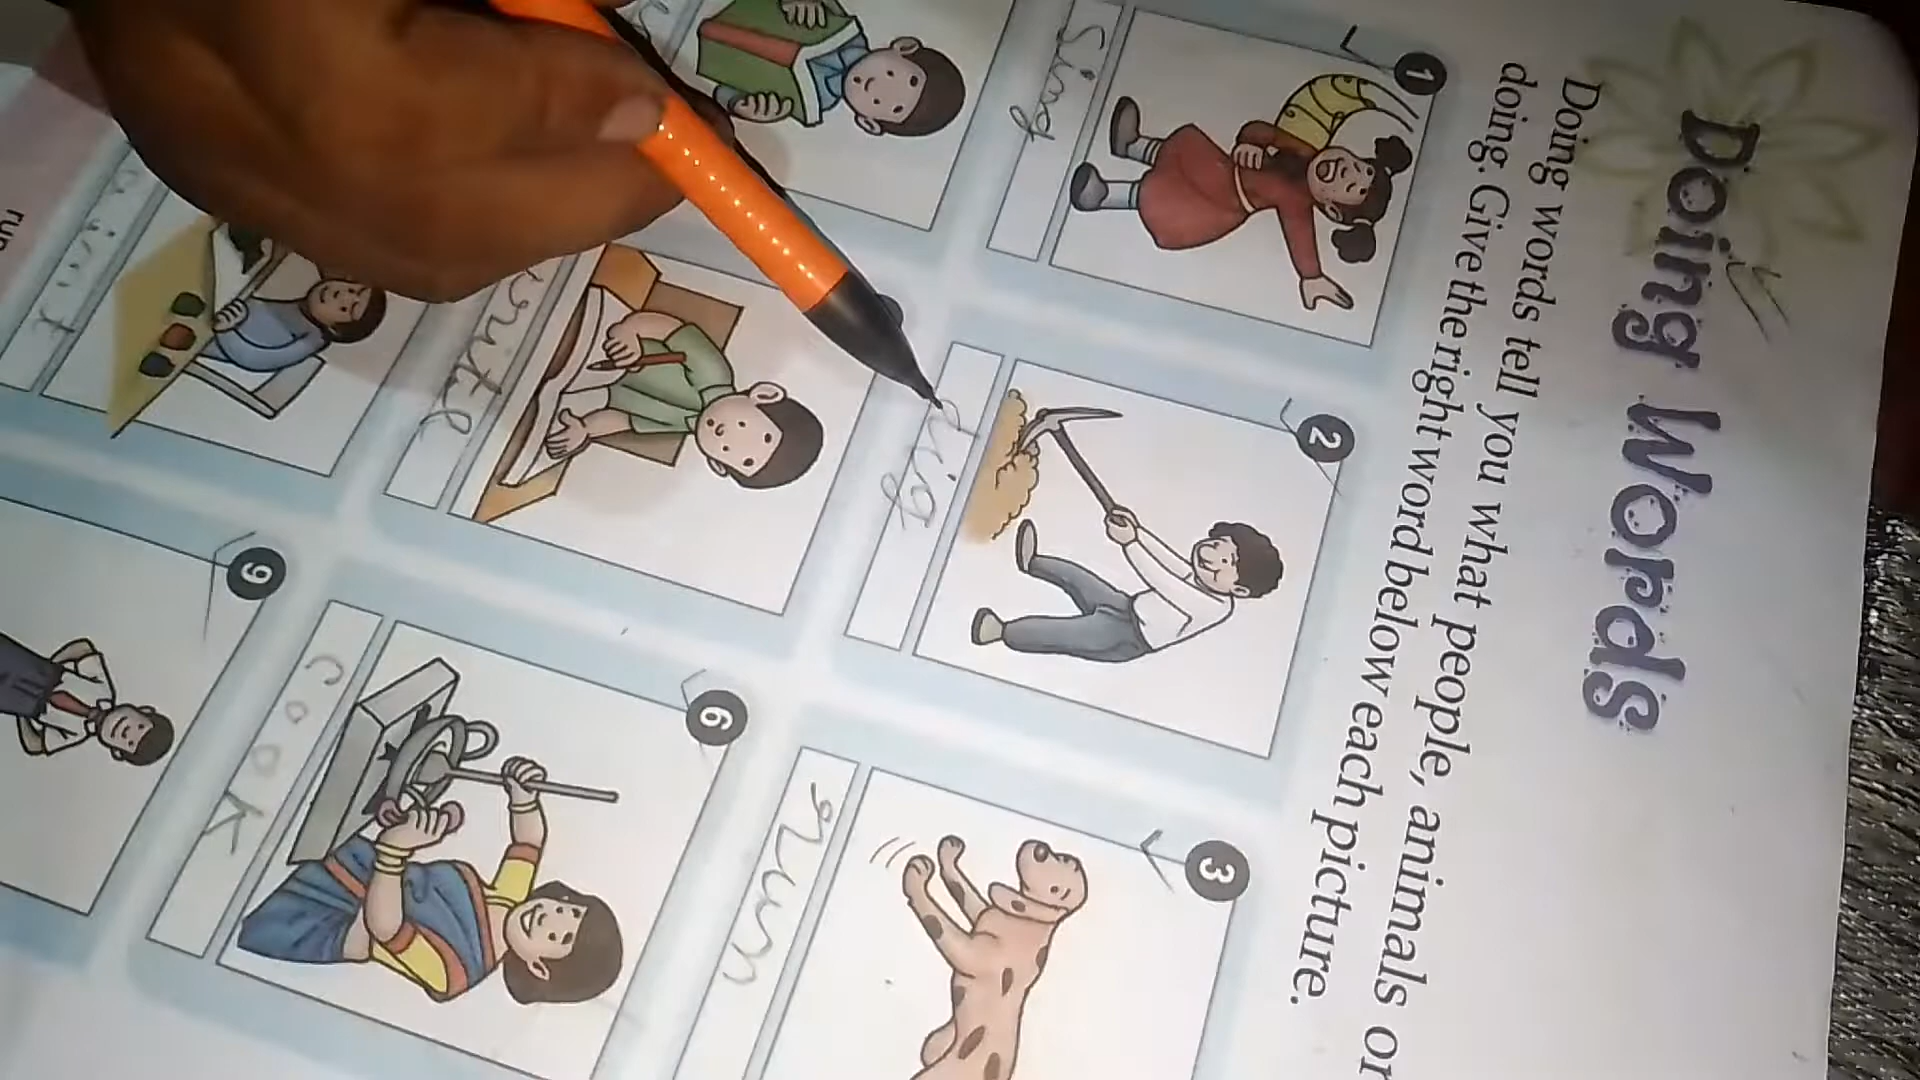 Doing Words
Doing words tell you what people, animals or
doing. Give the right word below each picture.
1
2
3
Sing
dig
run
6
write
cook
9
run